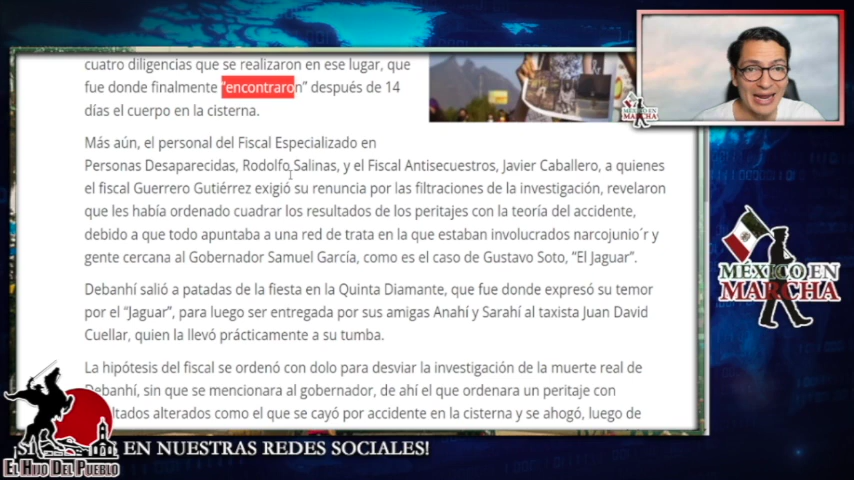 cuatro diligencias que se realizaron en ese lugar, que
fue donde finalmente “encontraron” después de 14
días el cuerpo en la cisterna.
Más aún, el personal del Fiscal Especializado en
Personas Desaparecidas, Rodolfo Salinas, y el Fiscal Antisecuestros, Javier Caballero, a quienes
el fiscal Guerrero Gutiérrez exigió su renuncia por las filtraciones de la investigación, revelaron
que les había ordenado cuadrar los resultados de los peritajes con la teoría del accidente,
debido a que todo apuntaba a una red de trata en la que estaban involucrados narcojunio´r y
gente cercana al Gobernador Samuel García, como es el caso de Gustavo Soto, “El Jaguar”.
Debanhí salió a patadas de la fiesta en la Quinta Diamante, que fue donde expresó su temor
por el “Jaguar”, para luego ser entregada por sus amigas Anahí y Sarahí al taxista Juan David
Cuellar, quien la llevó prácticamente a su tumba.
La hipótesis del fiscal se ordenó con dolo para desviar la investigación de la muerte real de
Debanhí, sin que se mencionara al gobernador, de ahí el que ordenara un peritaje con
ultados alterados como el que se cayó por accidente en la cisterna y se ahogó, luego de
MÉXICO EN
MARCHA
MÉXICO EN
MARCHA
EN NUESTRAS REDES SOCIALES!
EL HIJO DEL PUEBLO